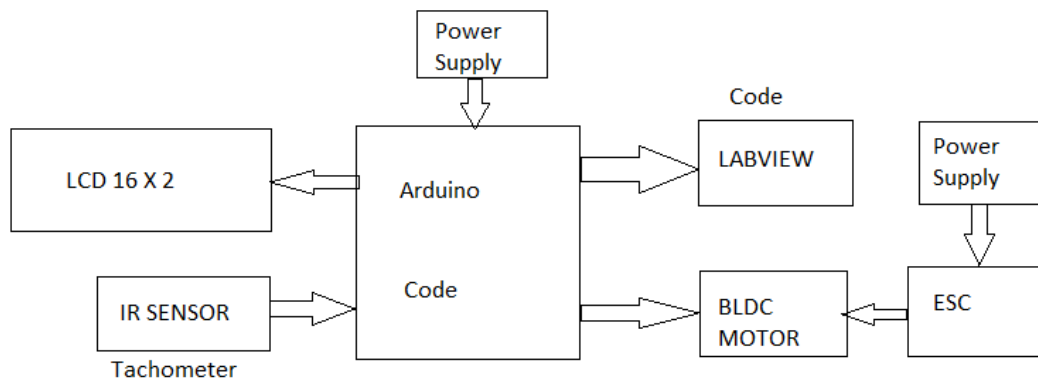 Power
Supply
Code
LCD 16 X 2
Arduino
LABVIEW
Power
Supply
IR SENSOR
Code
BLDC
MOTOR
ESC
Tachometer